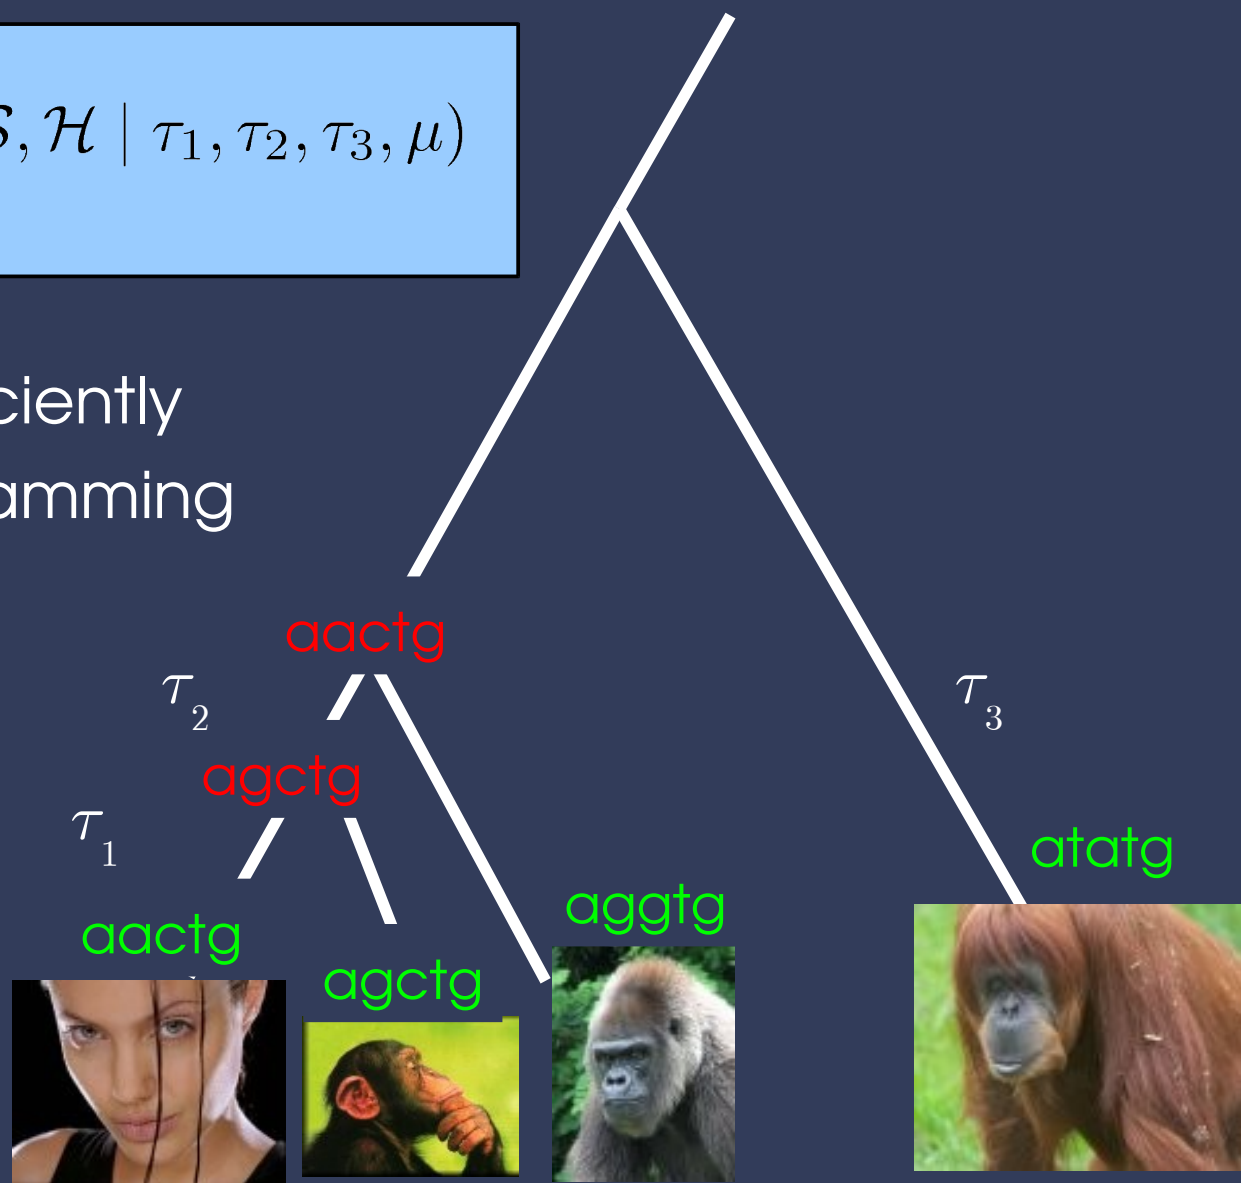 S, H | τ1, τ2, τ3, μ)
ciently
amming
aactg
τ2
τ3
agctg
τ1
atatg
aggtg
aactg
agctg